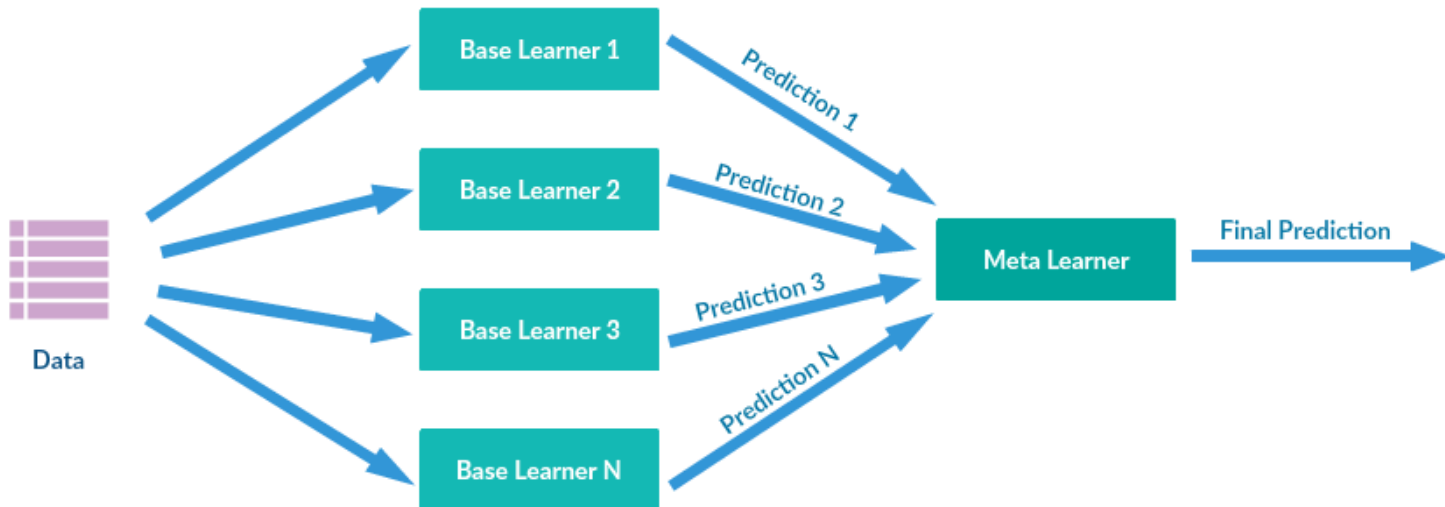 Base Learner 1
Prediction 1
Base Learner 2
Prediction 2
Data
Meta Learner
Final Prediction
Base Learner 3
Prediction 3
Base Learner N
Prediction N